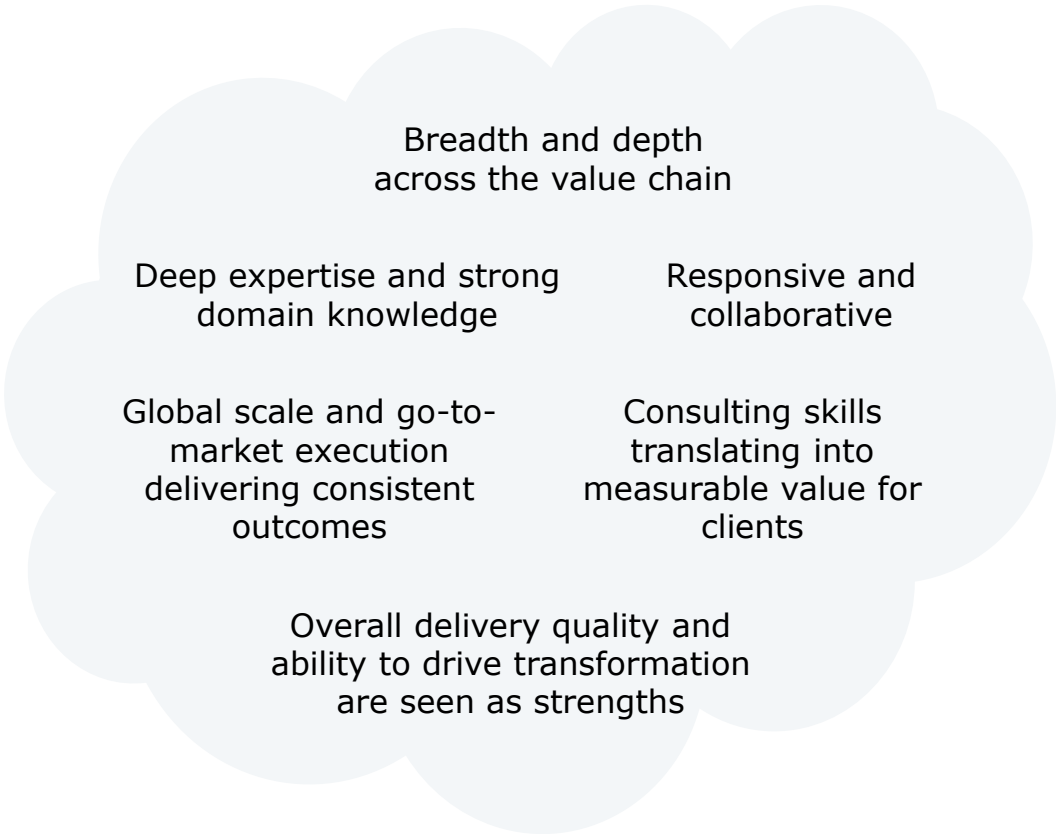 Breadth and depth
across the value chain
Deep expertise and strong
domain knowledge
Responsive and
collaborative
Global scale and go-to-
market execution
delivering consistent
outcomes
Consulting skills
translating into
measurable value for
clients
Overall delivery quality and
ability to drive transformation
are seen as strengths